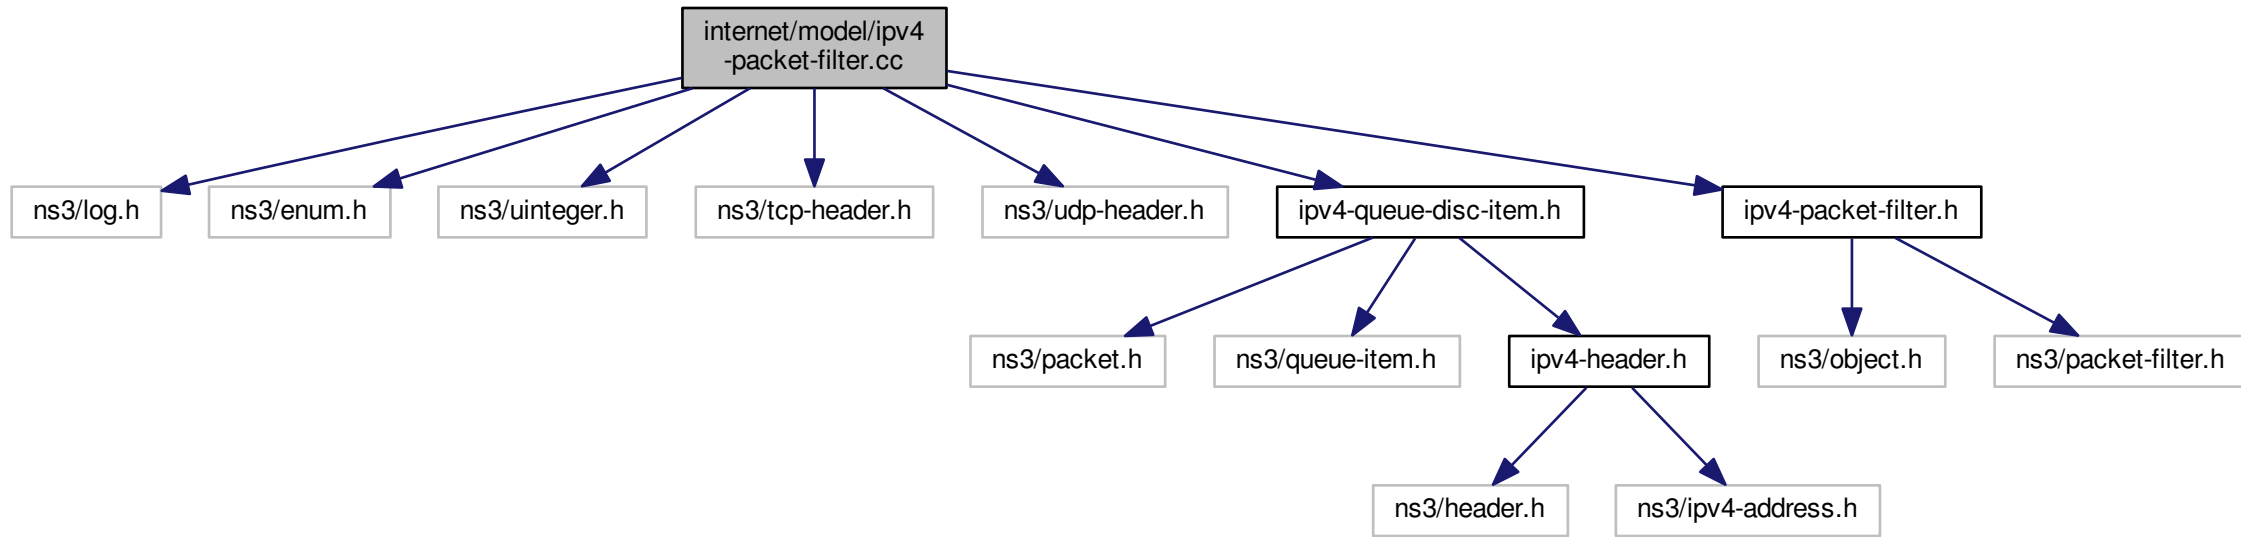 internet/model/ipv4
-packet-filter.cc
ns3/log.h
ns3/enum.h
ns3/uinteger.h
ns3/tcp-header.h
ns3/udp-header.h
ipv4-queue-disc-item.h
ipv4-packet-filter.h
ns3/packet.h
ns3/queue-item.h
ipv4-header.h
ns3/object.h
ns3/packet-filter.h
ns3/header.h
ns3/ipv4-address.h